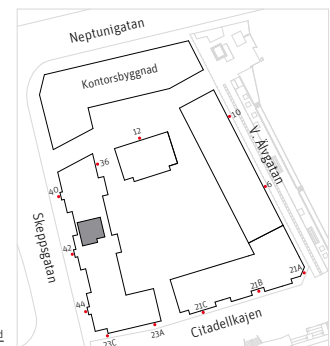 Neptunigatan
Kontorsbyggnad
10
12
36
V. Älvgatan
6
40
Skeppsgatan
42
21A
21B
21C
44
Citadellkajen
23A
23C